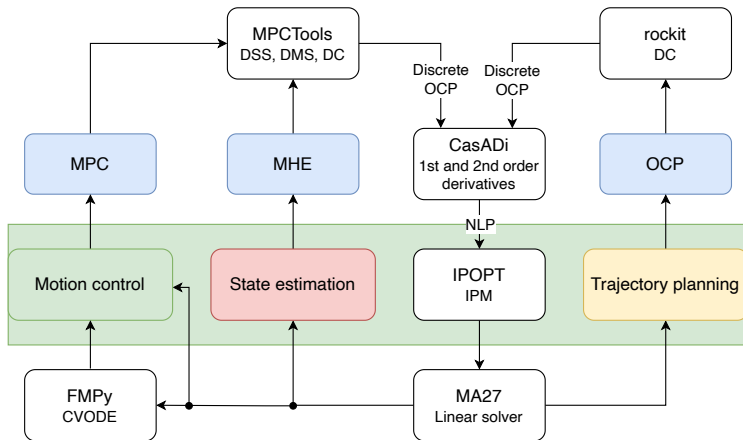 MPCTools
DSS, DMS, DC
rockit
DC
Discrete
OCP
Discrete
OCP
MPC
MHE
CasADi
1st and 2nd order
derivatives
OCP
NLP
Motion control
State estimation
IPOPT
IPM
Trajectory planning
FMPy
CVODE
MA27
Linear solver